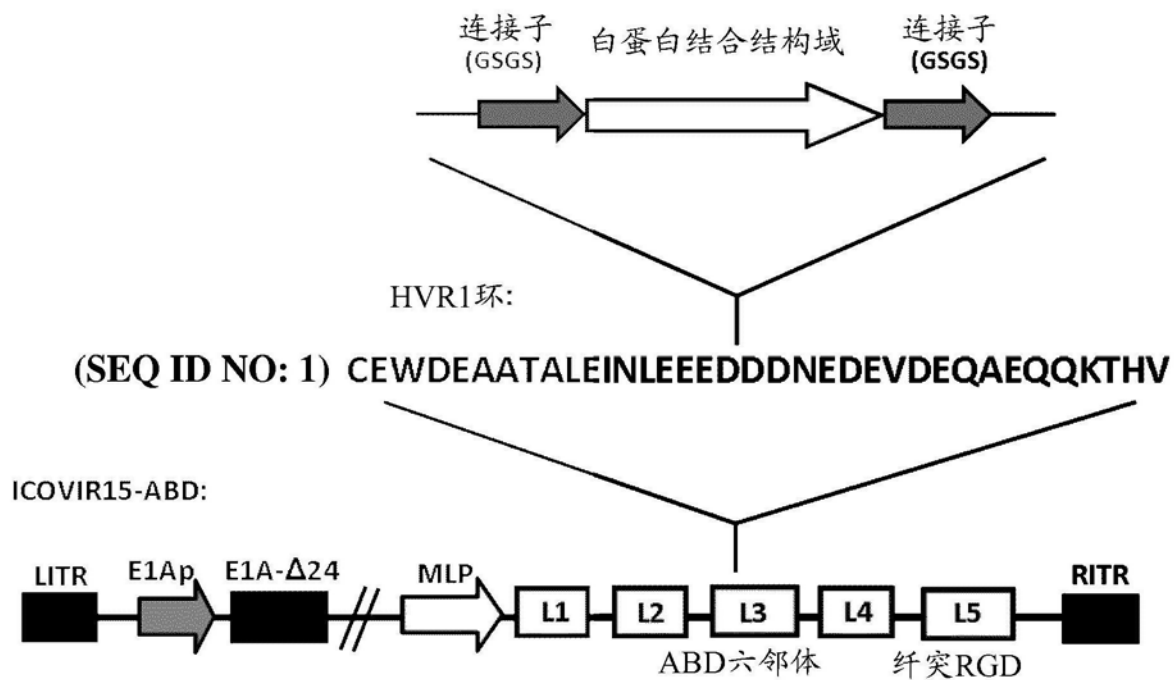 连接子 白蛋白结合结构域 连接子
(GSGS) (GSGS)
HVR1环:
(SEQ ID NO: 1) CEWDEAATALEINLEEEDDDNEDEVDEQAEQQKTHV
ICOVIR15-ABD:
LITR E1Ap E1A-Δ24 MLP RITR
L1 L2 L3 L4 L5
ABD六邻体 纤突RGD